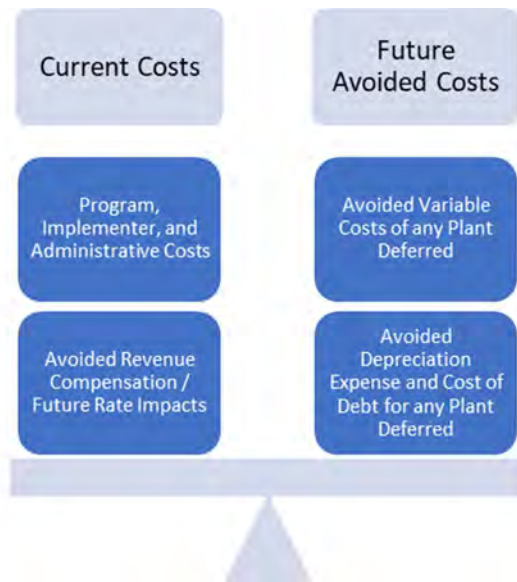 Current Costs
Future
Avoided Costs
Program,
Implementer, and
Administrative Costs
Avoided Variable
Costs of any Plant
Deferred
Avoided Revenue
Compensation /
Future Rate Impacts
Avoided
Depreciation
Expense and Cost of
Debt for any Plant
Deferred